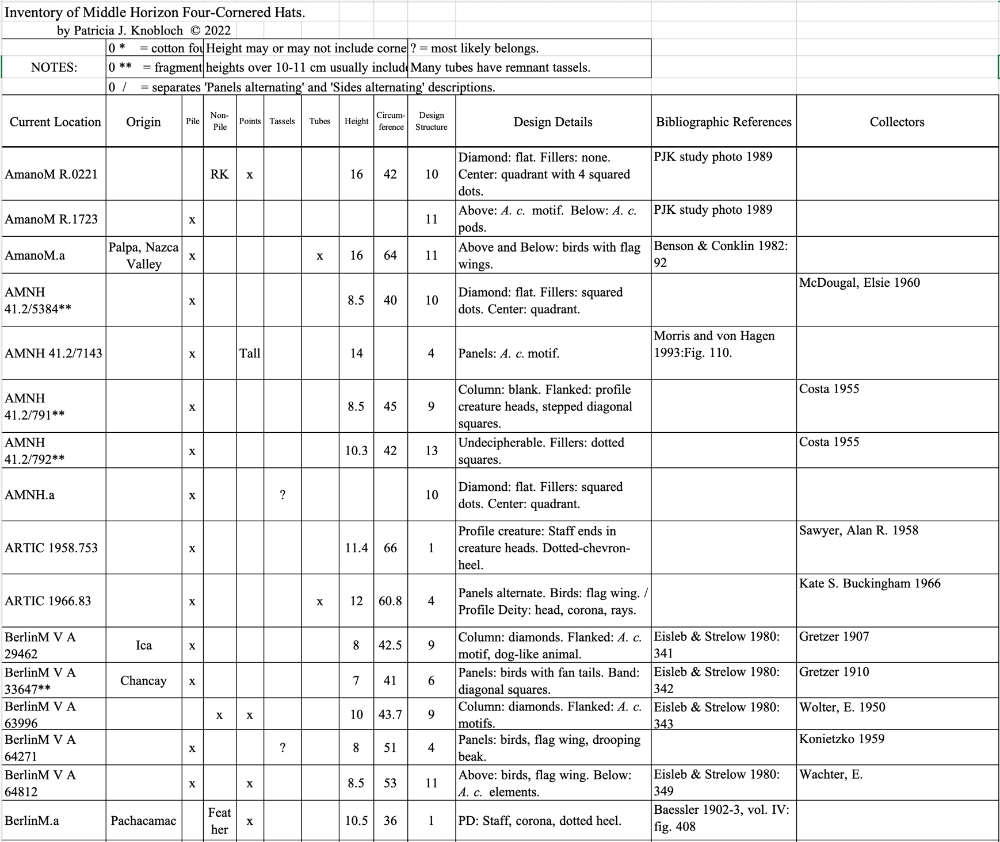 Inventory of Middle Horizon Four-Cornered Hats.
by Patricia J. Knobloch © 2022
NOTES:
0 * = cotton fou Height may or may not include corne ? = most likely belongs.
0 ** = fragment heights over 10-11 cm usually includ Many tubes have remnant tassels.
0 / = separates 'Panels alternating' and 'Sides alternating' descriptions.
Current Location Origin Pile Non-Pile Points Tassels Tubes Height Circum-ference Design Structure Design Details Bibliographic References Collectors
AmanoM R.0221 RK x 16 42 10 Diamond: flat. Fillers: none. Center: quadrant with 4 squared dots. PJK study photo 1989
AmanoM R.1723 x 11 Above: A. c. motif. Below: A. c. pods. PJK study photo 1989
AmanoM.a Palpa, Nazca Valley x x 16 64 11 Above and Below: birds with flag wings. Benson & Conklin 1982: 92
AMNH 41.2/5384** x 8.5 40 10 Diamond: flat. Fillers: squared dots. Center: quadrant. McDougal, Elsie 1960
AMNH 41.2/7143 x Tall 14 4 Panels: A. c. motif. Morris and von Hagen 1993:Fig. 110.
AMNH 41.2/791** x 8.5 45 9 Column: blank. Flanked: profile creature heads, stepped diagonal squares. Costa 1955
AMNH 41.2/792** x 10.3 42 13 Undecipherable. Fillers: dotted squares. Costa 1955
AMNH.a x ? 10 Diamond: flat. Fillers: squared dots. Center: quadrant.
ARTIC 1958.753 x 11.4 66 1 Profile creature: Staff ends in creature heads. Dotted-chevron-heel. Sawyer, Alan R. 1958
ARTIC 1966.83 x x 12 60.8 4 Panels alternate. Birds: flag wing. / Profile Deity: head, corona, rays. Kate S. Buckingham 1966
BerlinM V A 29462 Ica x 8 42.5 9 Column: diamonds. Flanked: A. c. motif, dog-like animal. Eisleb & Strelow 1980: 341 Gretzer 1907
BerlinM V A 33647** Chancay x 7 41 6 Panels: birds with fan tails. Band: diagonal squares. Eisleb & Strelow 1980: 342 Gretzer 1910
BerlinM V A 63996 x x 10 43.7 9 Column: diamonds. Flanked: A. c. motifs. Eisleb & Strelow 1980: 343 Wolter, E. 1950
BerlinM V A 64271 x ? 8 51 4 Panels: birds, flag wing, drooping beak. Konietzko 1959
BerlinM V A 64812 x x 8.5 53 11 Above: birds, flag wing. Below: A. c. elements. Eisleb & Strelow 1980: 349 Wachter, E.
BerlinM.a Pachacamac Feat her x 10.5 36 1 PD: Staff, corona, dotted heel. Baessler 1902-3, vol. IV: fig. 408